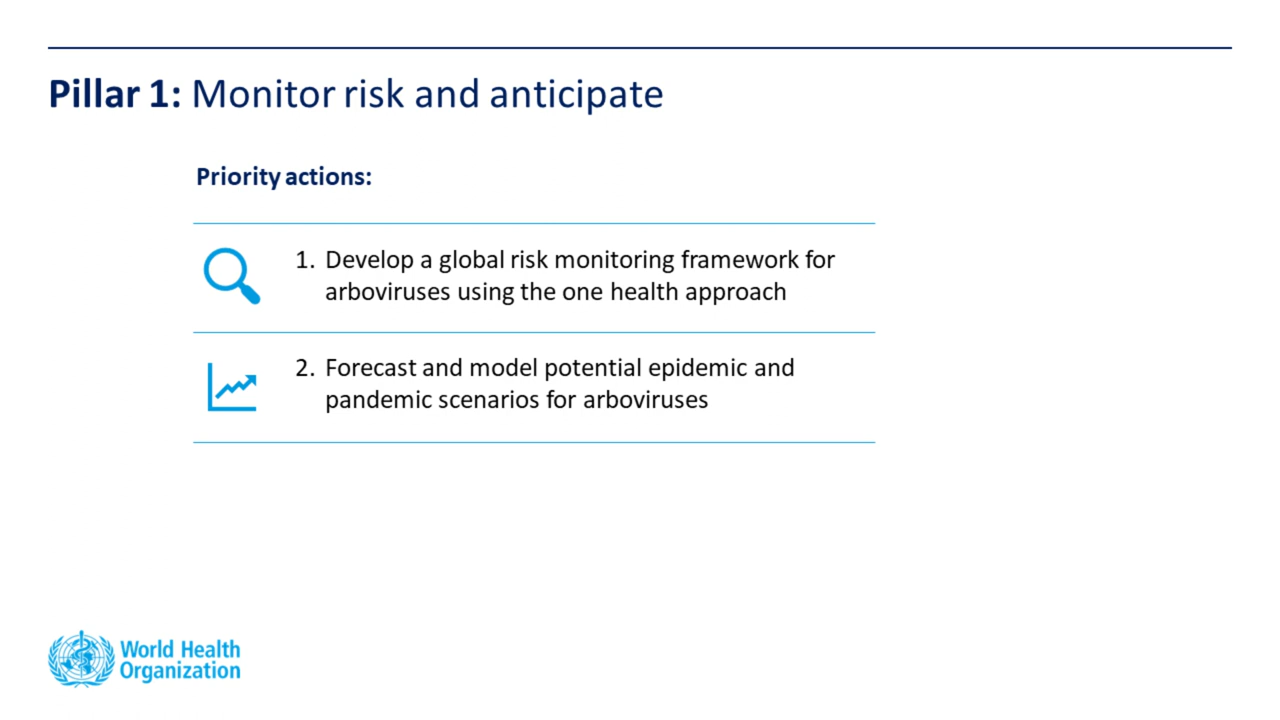 Pillar 1: Monitor risk and anticipate
Priority actions:
1. Develop a global risk monitoring framework for
arboviruses using the one health approach
2. Forecast and model potential epidemic and
pandemic scenarios for arboviruses
World Health
Organization